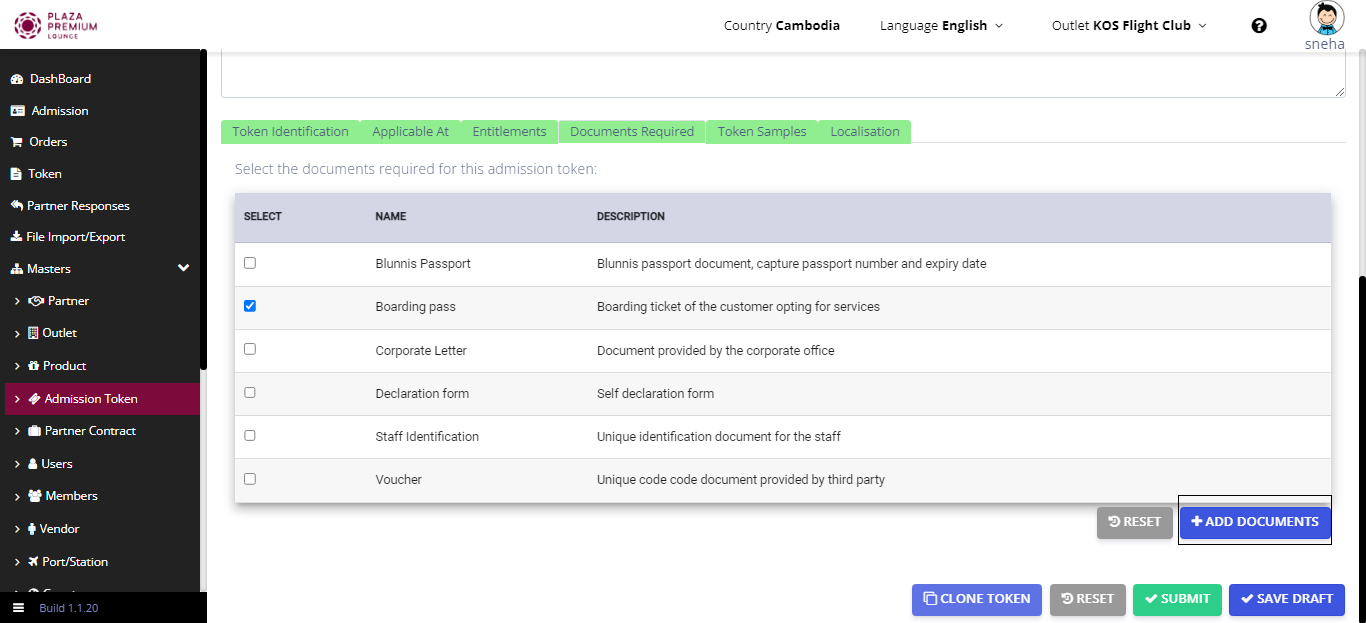 PLAZA
PREMIUM
LOUNGE
Country Cambodia
Language English
Outlet KOS Flight Club
sneha
DashBoard
Admission
Orders
Token
Partner Responses
File Import/Export
Masters
Partner
Outlet
Product
Admission Token
Partner Contract
Users
Members
Vendor
Port/Station
Build 1.1.20
Token Identification Applicable At Entitlements Documents Required Token Samples Localisation
Select the documents required for this admission token:
SELECT NAME DESCRIPTION
Blunnis Passport Blunnis passport document, capture passport number and expiry date
Boarding pass Boarding ticket of the customer opting for services
Corporate Letter Document provided by the corporate office
Declaration form Self declaration form
Staff Identification Unique identification document for the staff
Voucher Unique code code document provided by third party
RESET ADD DOCUMENTS
CLONE TOKEN RESET SUBMIT SAVE DRAFT